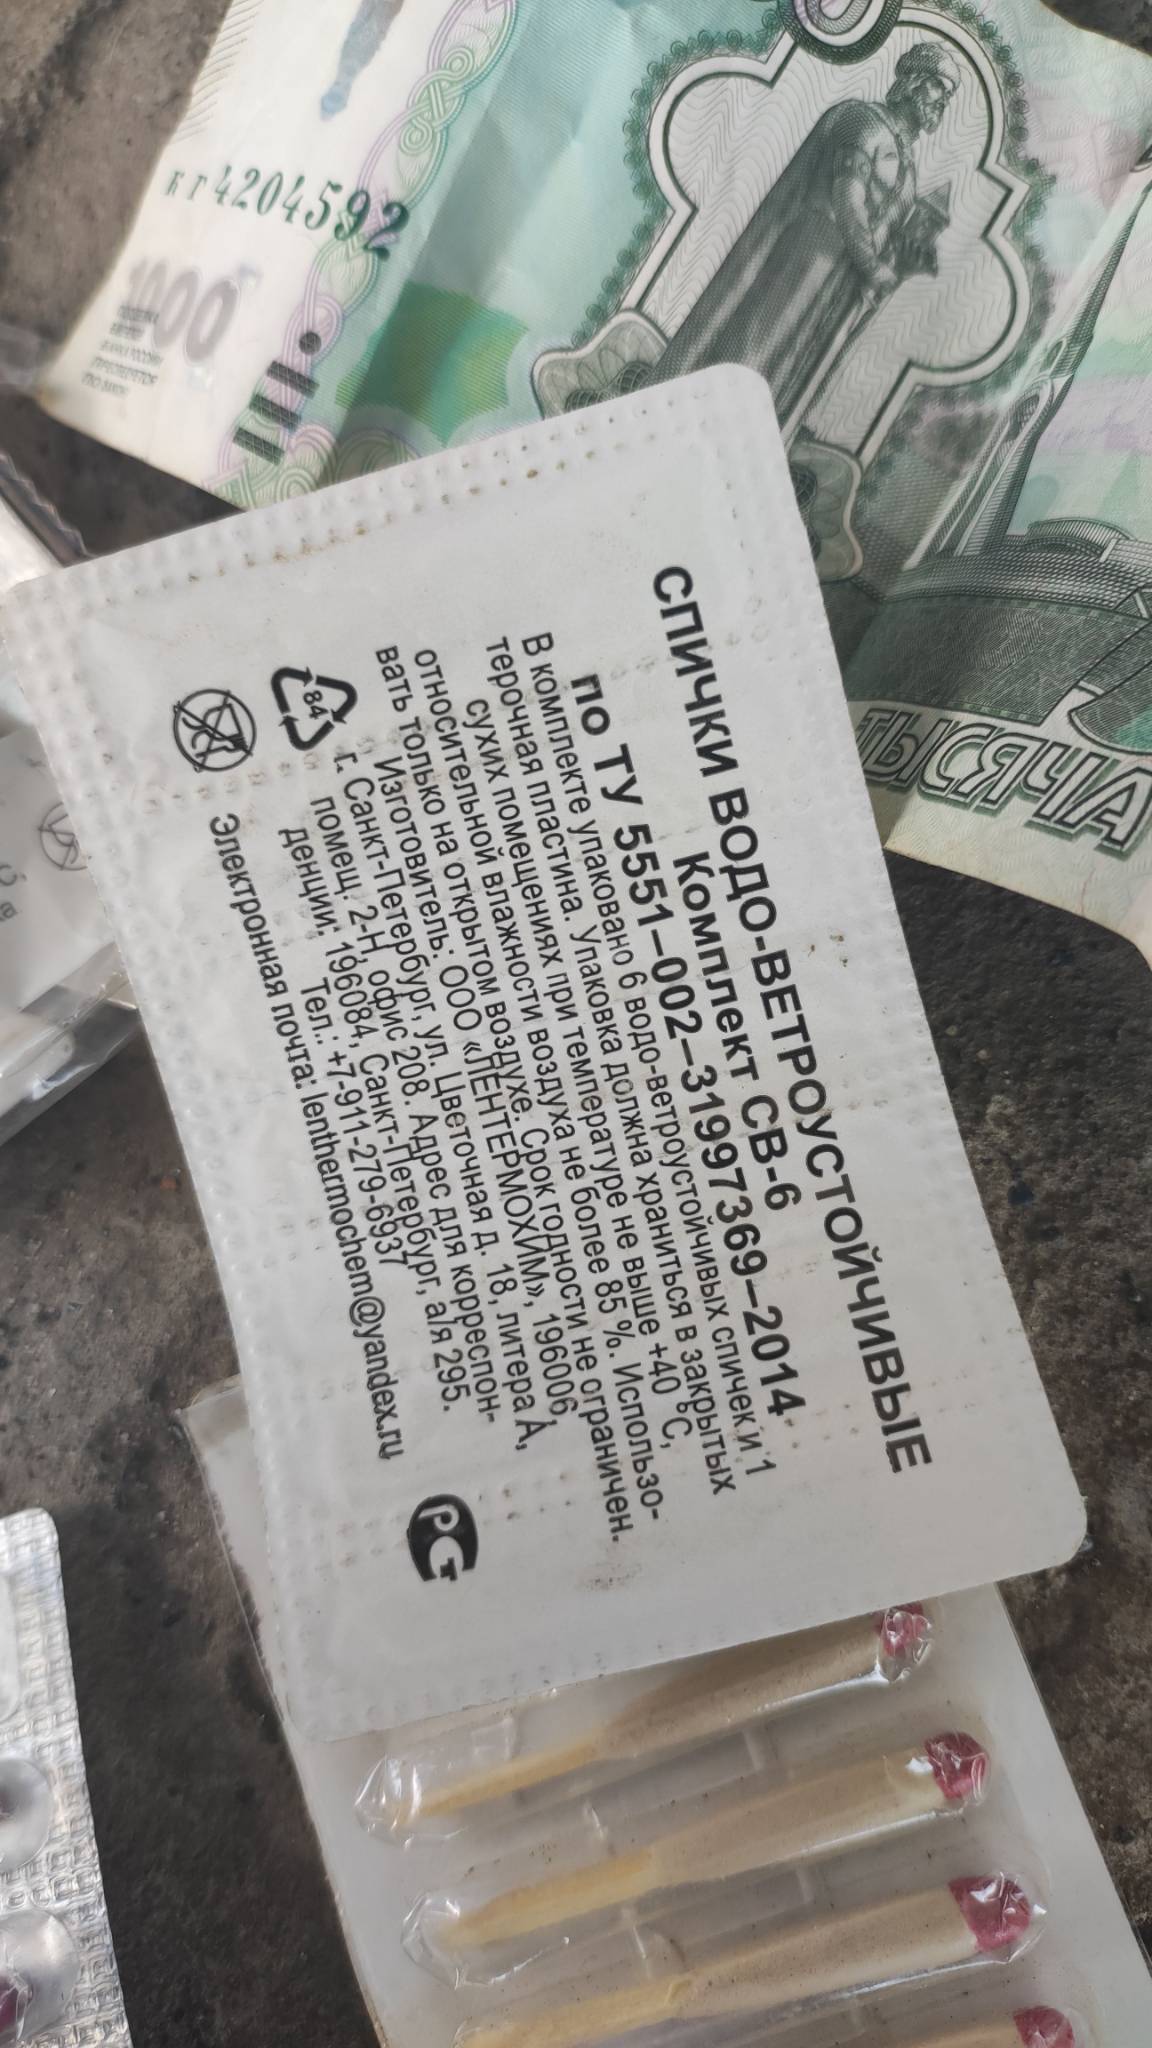 кг4204592
1000
ТЫСЯЧА
СПИЧКИ ВОДО-ВЕТРОУСТОЙЧИВЫЕ
Комплект СВ-6
по ТУ 5551–002–31997369–2014
В комплекте упаковано 6 водо-ветроустойчивых спичек и 1
терочная пластина. Упаковка должна храниться в закрытых
сухих помещениях при температуре не выше +40 °С,
относительной влажности воздуха не более 85 %. Использо-
вать только на открытом воздухе. Срок годности не ограничен.
Изготовитель: ООО «ЛЕНТЕРМОХИМ», 196006,
г. Санкт-Петербург, ул. Цветочная д. 18, литера А,
помещ. 2-Н, офис 208. Адрес для корреспон-
денции: 196084, Санкт-Петербург, а/я 295.
Тел.: +7-911-279-6937
Электронная почта: lenthermochem@yandex.ru
84
РСТ